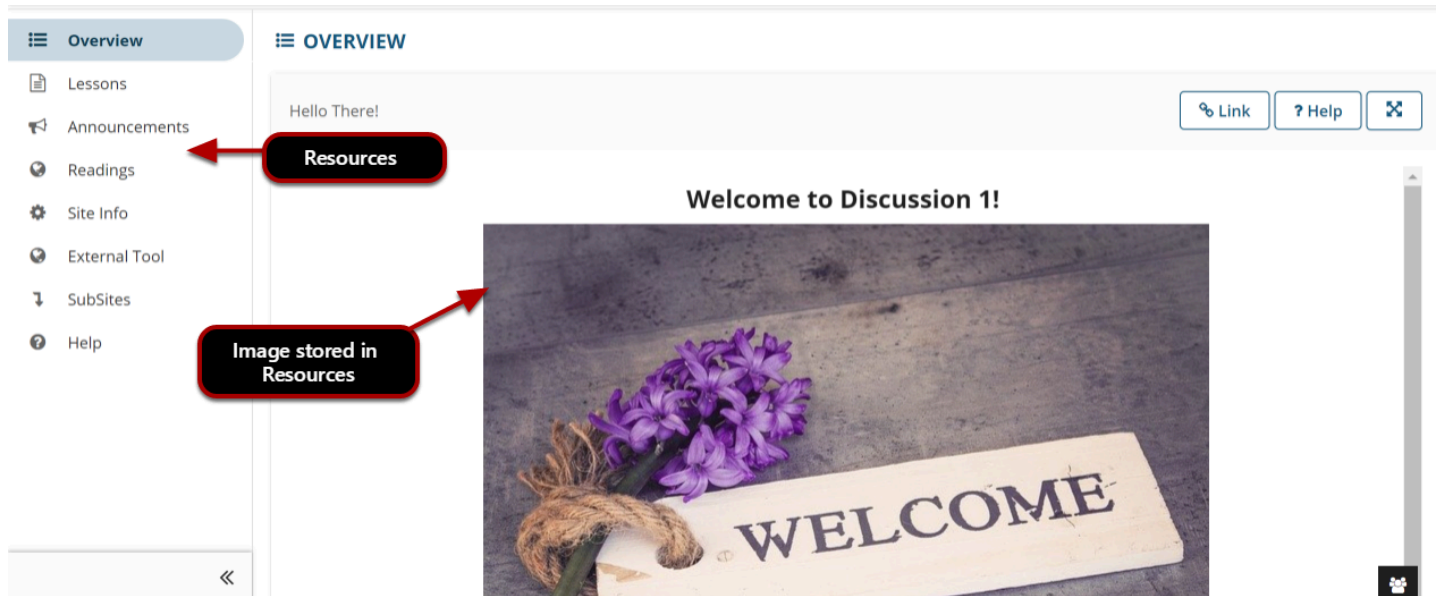 Overview
Lessons
Announcements
Readings
Site Info
External Tool
SubSites
Help
OVERVIEW
Hello There!
Link
? Help
Resources
Welcome to Discussion 1!
Image stored in
Resources
WELCOME